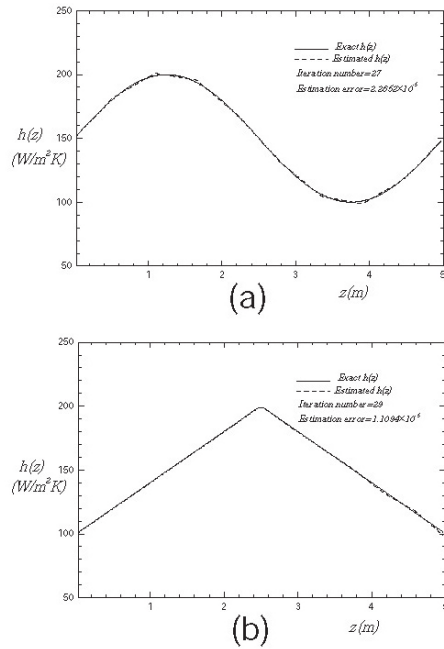 (a)
250
200
150
100
50
h(z)
(W/m²K)
Exact h(z)
Estimated h(z)
Iteration number=27
Estimation error=2.2652×10⁶
1
2
3
4
5
z(m)
(a)
250
200
150
100
50
h(z)
(W/m²K)
Exact h(z)
Estimated h(z)
Iteration number=29
Estimation error=1.1094×10⁶
1
2
3
4
5
(b)
z(m)